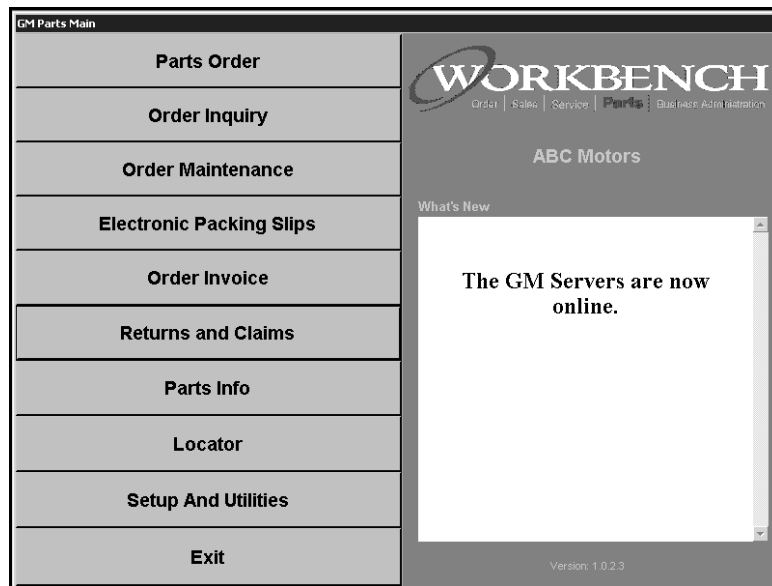 GM Parts Main
Parts Order
Order Inquiry
Order Maintenance
Electronic Packing Slips
Order Invoice
Returns and Claims
Parts Info
Locator
Setup And Utilities
Exit
WORKBENCH
Order | Sales | Service | Parts | Business Administration
ABC Motors
What's New
The GM Servers are now
online.
Version: 1.0.2.3